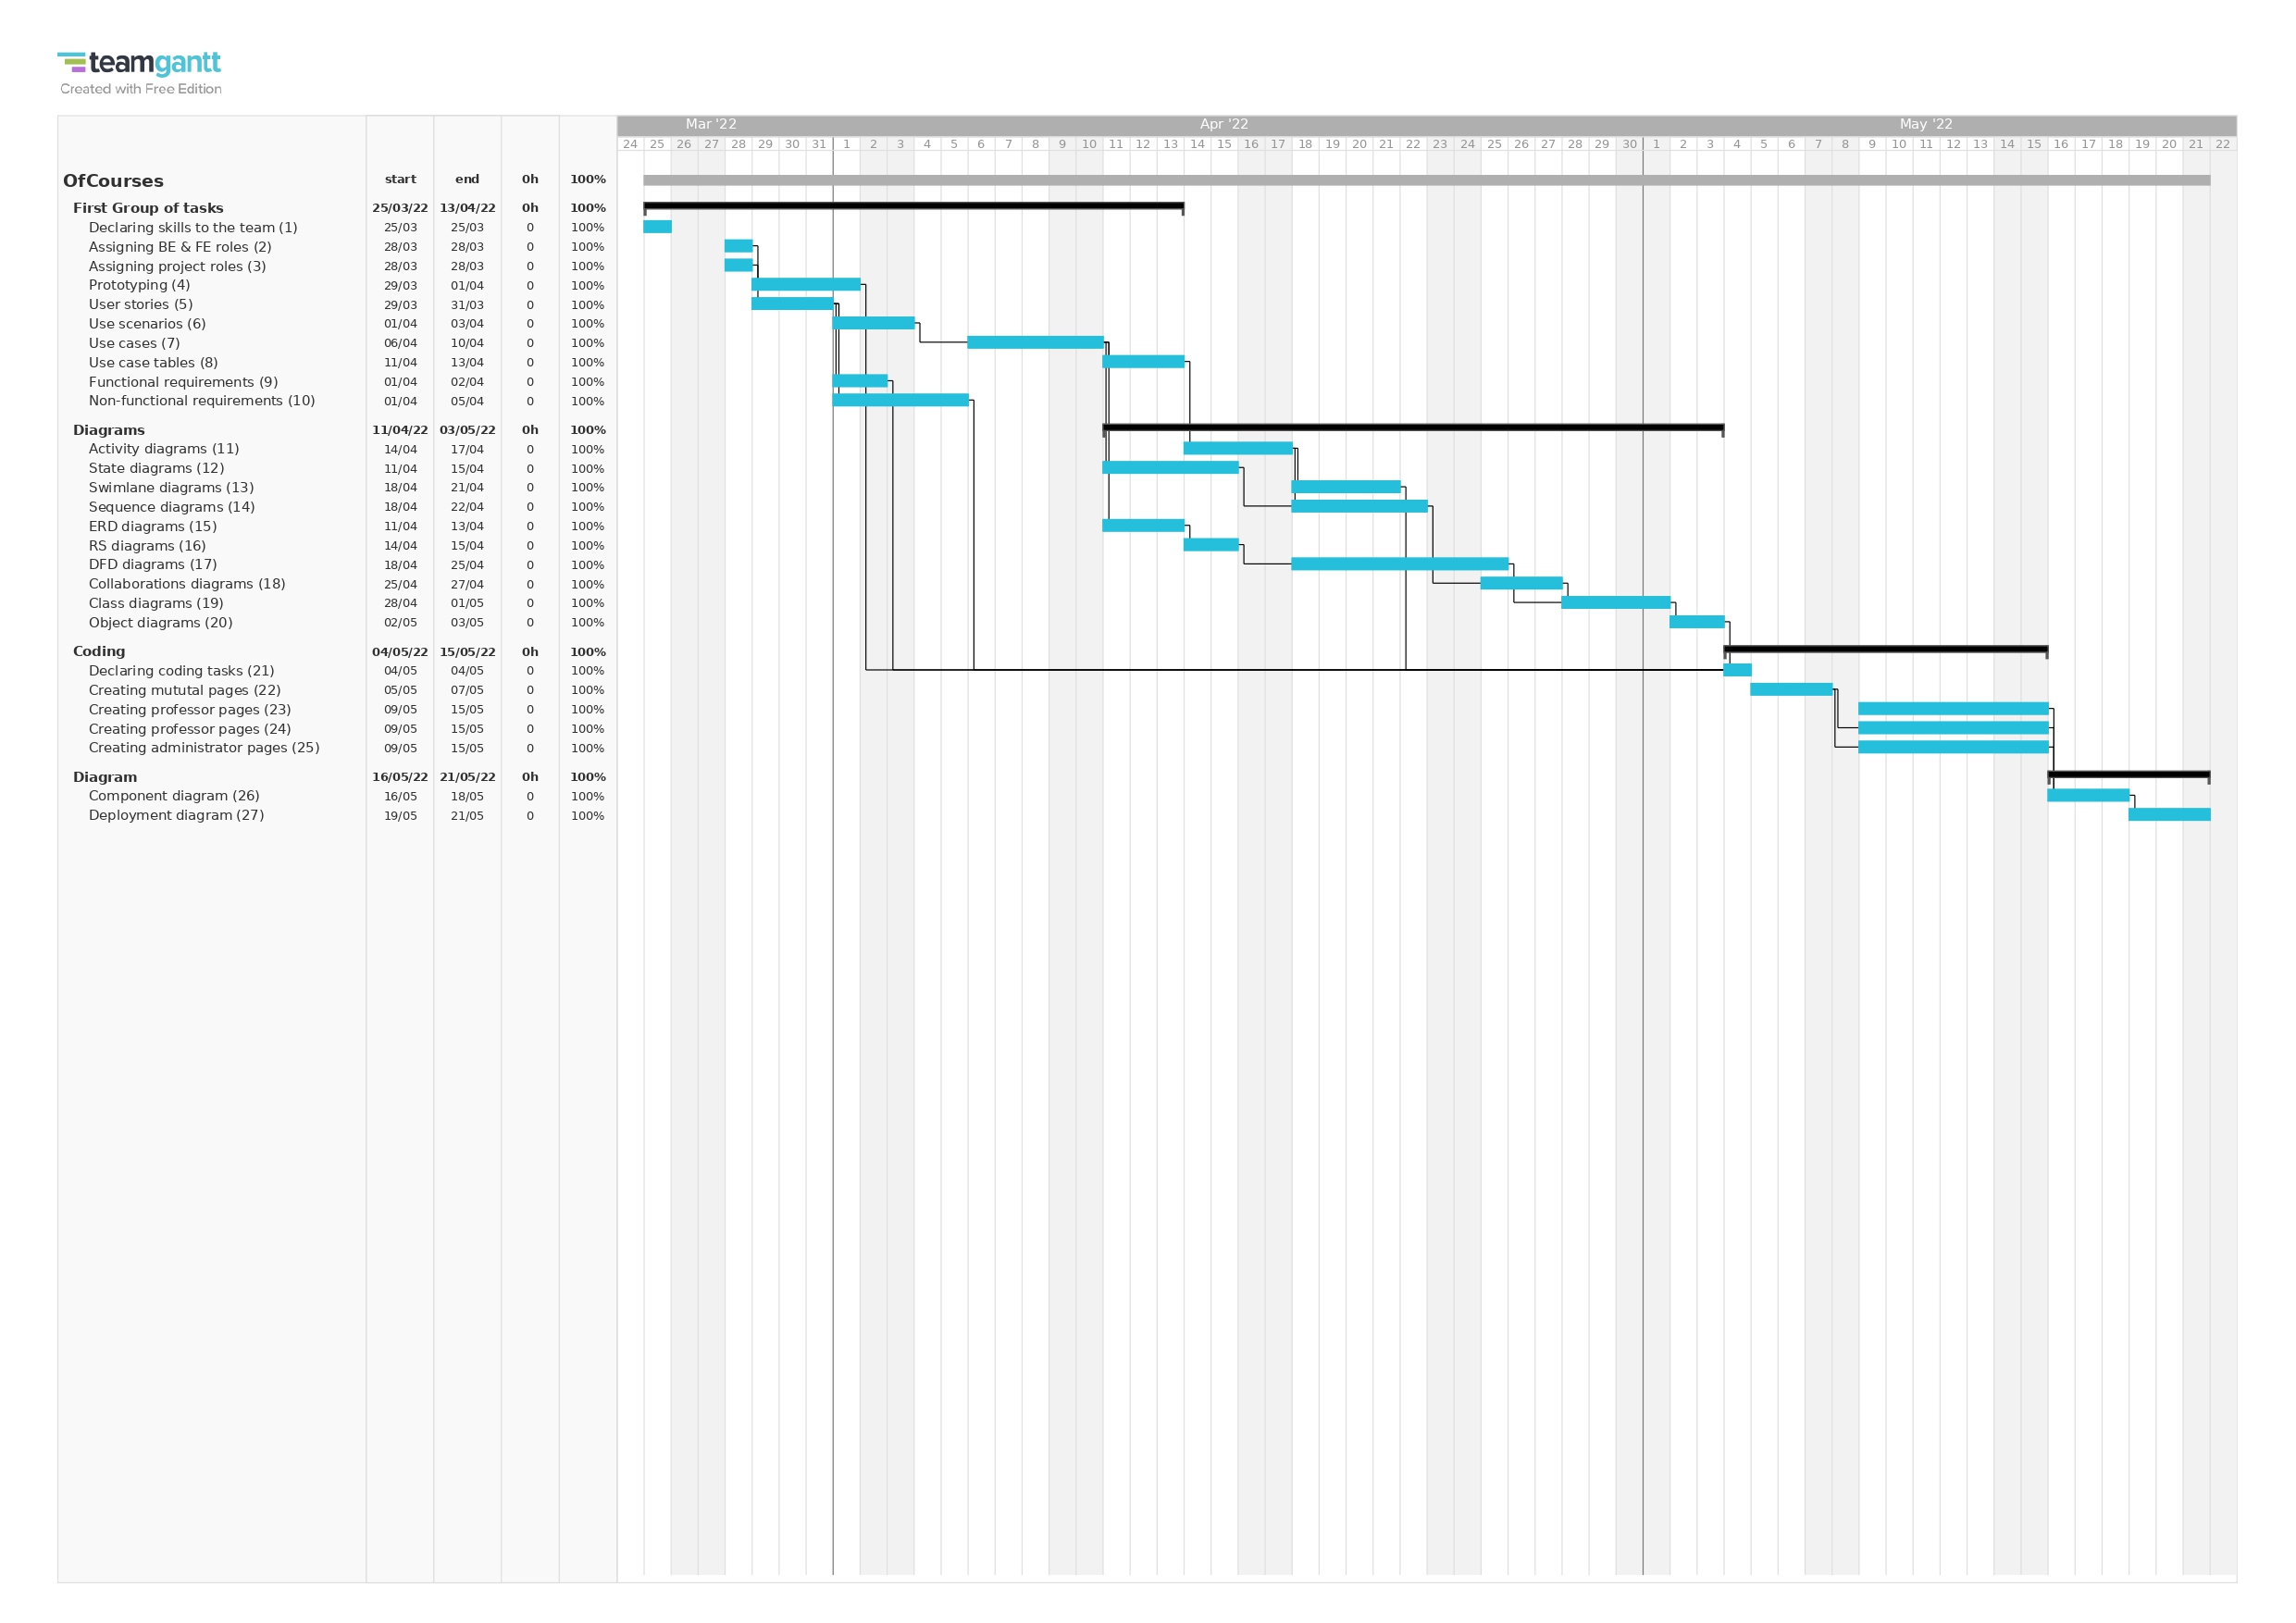 teamgantt
Created with Free Edition
Mar '22 Apr '22 May '22
24 25 26 27 28 29 30 31 1 2 3 4 5 6 7 8 9 10 11 12 13 14 15 16 17 18 19 20 21 22 23 24 25 26 27 28 29 30 1 2 3 4 5 6 7 8 9 10 11 12 13 14 15 16 17 18 19 20 21 22
OfCourses start end 0h 100%
First Group of tasks 25/03/22 13/04/22 0h 100%
Declaring skills to the team (1) 25/03 25/03 0 100%
Assigning BE & FE roles (2) 28/03 28/03 0 100%
Assigning project roles (3) 28/03 28/03 0 100%
Prototyping (4) 29/03 01/04 0 100%
User stories (5) 29/03 31/03 0 100%
Use scenarios (6) 01/04 03/04 0 100%
Use cases (7) 06/04 10/04 0 100%
Use case tables (8) 11/04 13/04 0 100%
Functional requirements (9) 01/04 02/04 0 100%
Non-functional requirements (10) 01/04 05/04 0 100%
Diagrams 11/04/22 03/05/22 0h 100%
Activity diagrams (11) 14/04 17/04 0 100%
State diagrams (12) 11/04 15/04 0 100%
Swimlane diagrams (13) 18/04 21/04 0 100%
Sequence diagrams (14) 18/04 22/04 0 100%
ERD diagrams (15) 11/04 13/04 0 100%
RS diagrams (16) 14/04 15/04 0 100%
DFD diagrams (17) 18/04 25/04 0 100%
Collaborations diagrams (18) 25/04 27/04 0 100%
Class diagrams (19) 28/04 01/05 0 100%
Object diagrams (20) 02/05 03/05 0 100%
Coding 04/05/22 15/05/22 0h 100%
Declaring coding tasks (21) 04/05 04/05 0 100%
Creating mututal pages (22) 05/05 07/05 0 100%
Creating professor pages (23) 09/05 15/05 0 100%
Creating professor pages (24) 09/05 15/05 0 100%
Creating administrator pages (25) 09/05 15/05 0 100%
Diagram 16/05/22 21/05/22 0h 100%
Component diagram (26) 16/05 18/05 0 100%
Deployment diagram (27) 19/05 21/05 0 100%